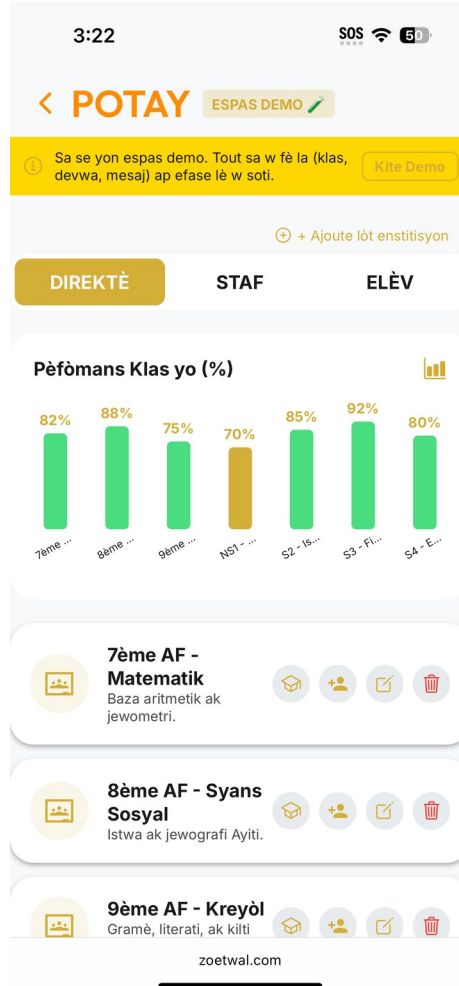 3:22
SOS
50
POTAY
ESPAS DEMO
Sa se yon espas demo. Tout sa w fè la (klas,
devwa, mesaj) ap efase lè w soti.
Kite Demo
+ Ajoute lòt enstitisyon
DIREKTÈ
STAF
ELÈV
Pèfòmans Klas yo (%)
82%
88%
75%
70%
85%
92%
80%
7ème ...
8ème ...
9ème ...
NS1 - ...
S2 - Is...
S3 - Fi...
S4 - E...
7ème AF -
Matematik
Baza aritmetik ak
jewometri.
8ème AF - Syans
Sosyal
Istwa ak jewografi Ayiti.
9ème AF - Kreyòl
Gramè, literati, ak kilti
zoetwal.com